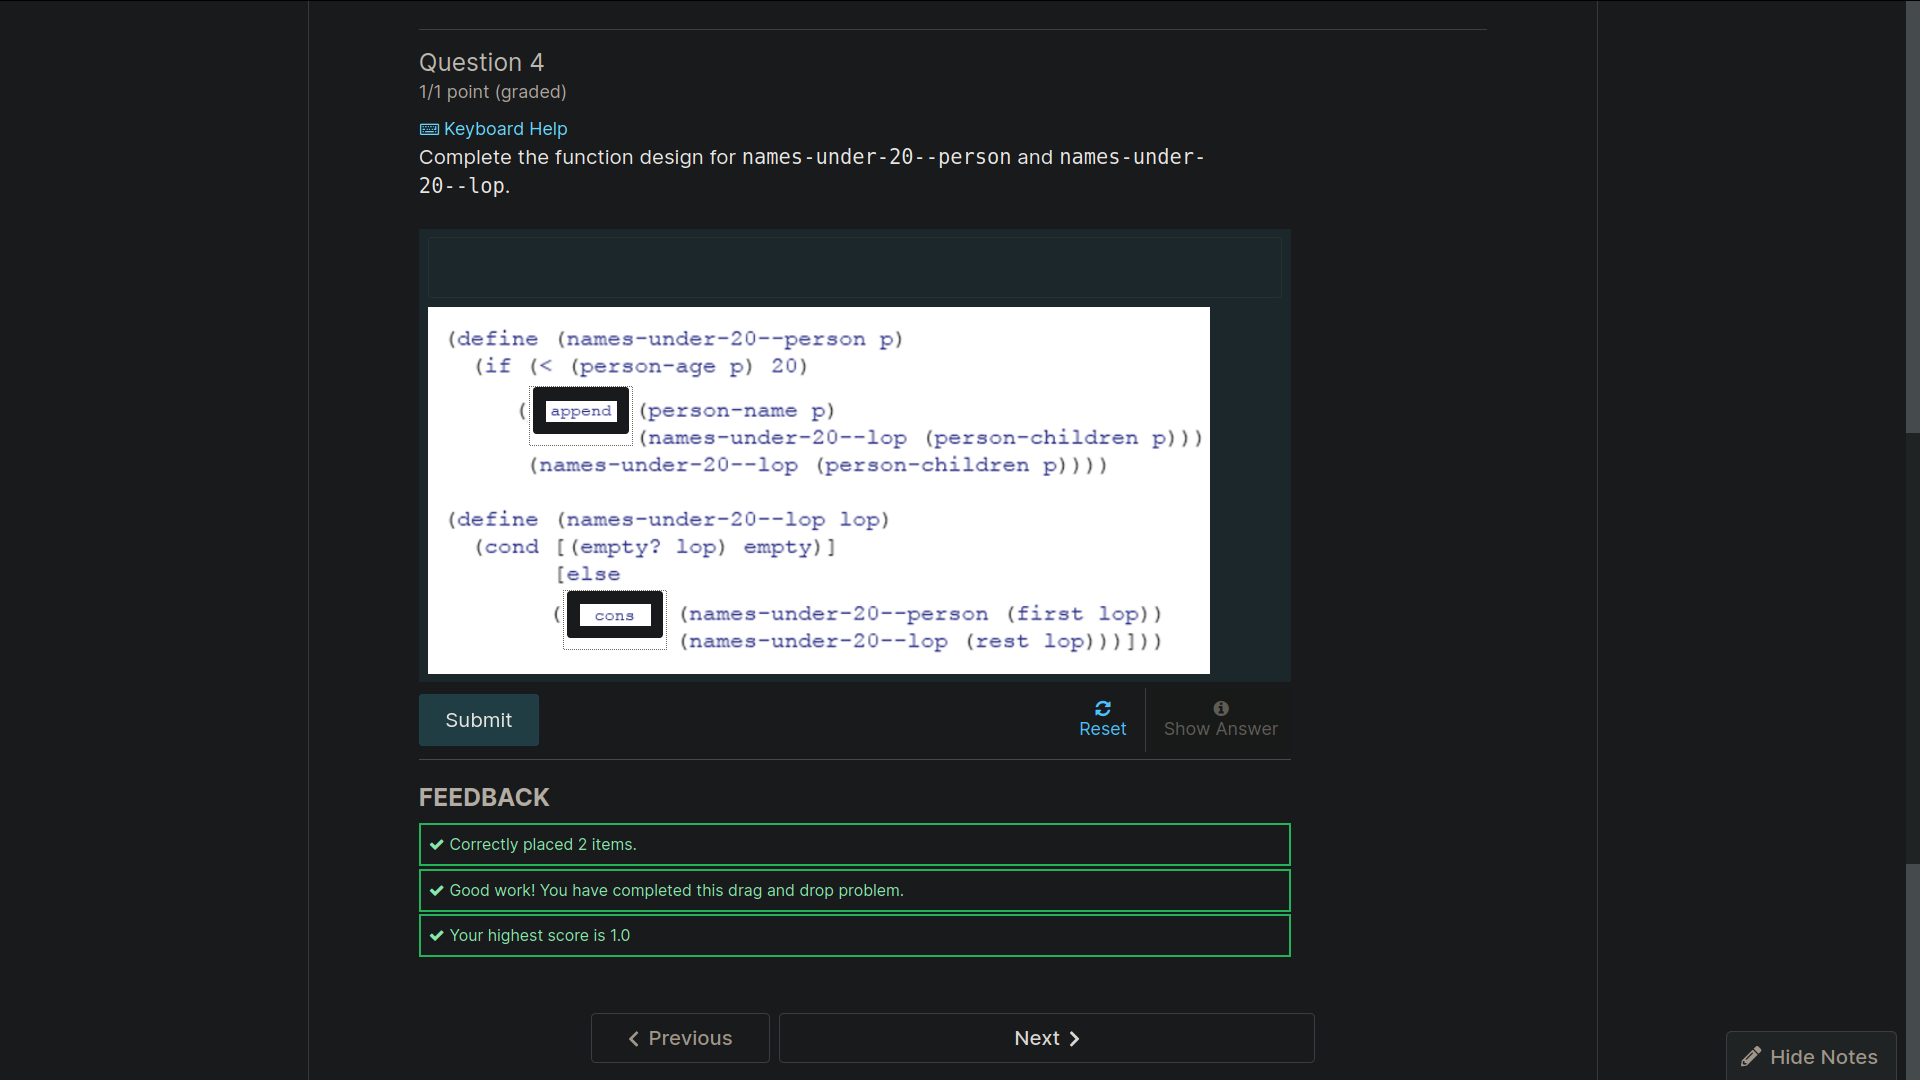 Question 4
1/1 point (graded)
Keyboard Help
Complete the function design for names-under-20--person and names-under-
20--lop.
(define (names-under-20--person p)
(if (< (person-age p) 20)
( append (person-name p)
(names-under-20--lop (person-children p)))
(names-under-20--lop (person-children p))))
(define (names-under-20--lop lop)
(cond [(empty? lop) empty)]
[else
( cons (names-under-20--person (first lop))
(names-under-20--lop (rest lop)))]))
Submit
Reset
Show Answer
FEEDBACK
Correctly placed 2 items.
Good work! You have completed this drag and drop problem.
Your highest score is 1.0
Previous
Next
Hide Notes